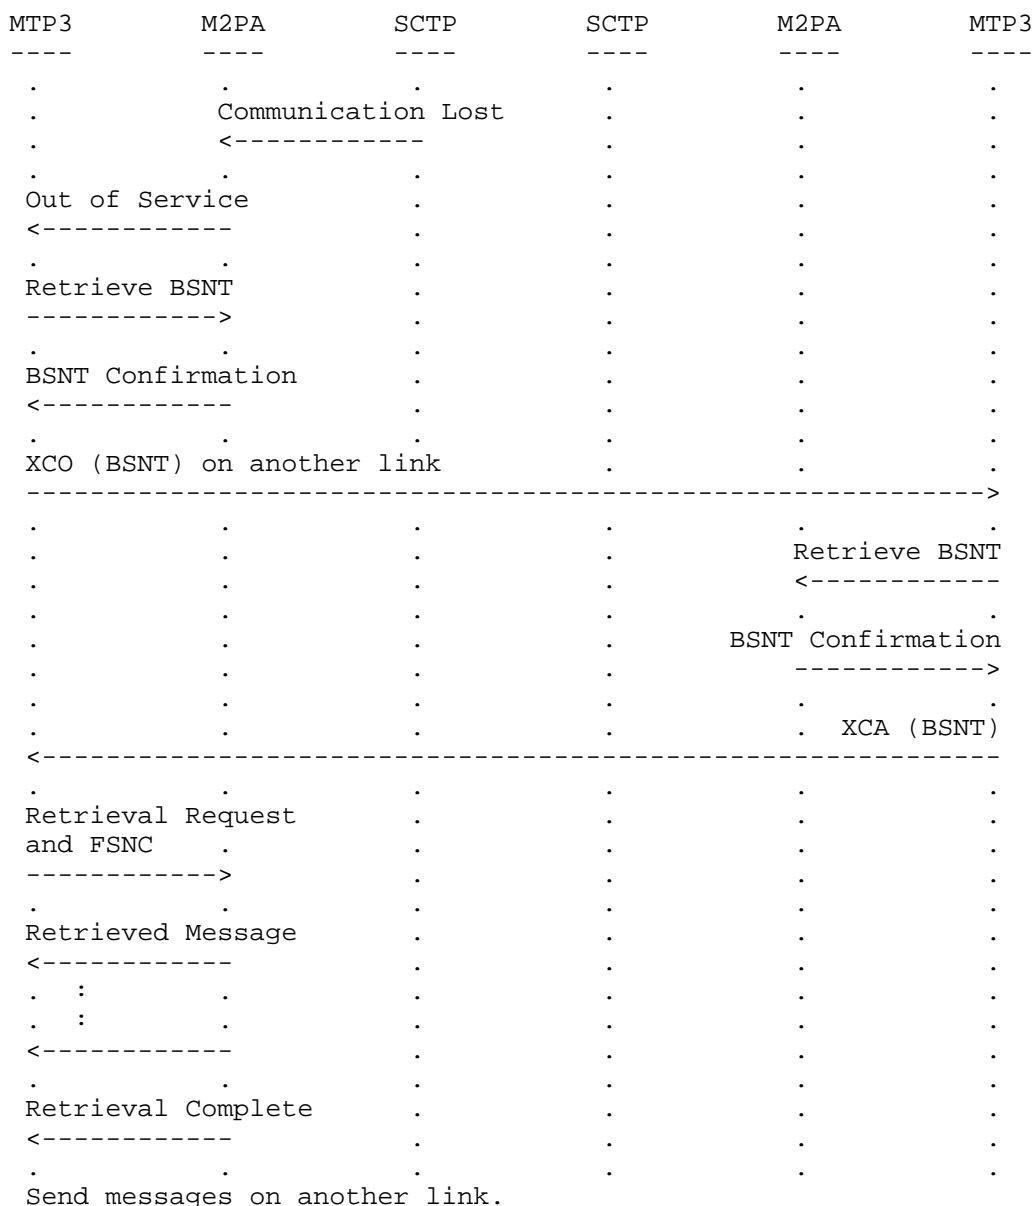 MTP3 M2PA SCTP SCTP M2PA MTP3
---- ---- ---- ---- ---- ----
. . . . . .
. Communication Lost . . .
. <------------ . . .
. . . . . .
Out of Service . . . .
<------------ . . . .
. . . . . .
Retrieve BSNT . . . .
------------> . . . .
. . . . . .
BSNT Confirmation . . . .
<------------ . . . .
. . . . . .
XCO (BSNT) on another link . . .
------------------------------------------------------------>
. . . . . .
. . . . Retrieve BSNT
. . . . <------------
. . . . . .
. . . . BSNT Confirmation
. . . . ------------>
. . . . . .
. . . . . XCA (BSNT)
<------------------------------------------------------------
. . . . . .
Retrieval Request . . . .
and FSNC . . . . .
------------> . . . .
. . . . . .
Retrieved Message . . . .
<------------ . . . .
. : . . . . .
. : . . . . .
<------------ . . . .
. . . . . .
Retrieval Complete . . . .
<------------ . . . .
. . . . . .
Send messages on another link.